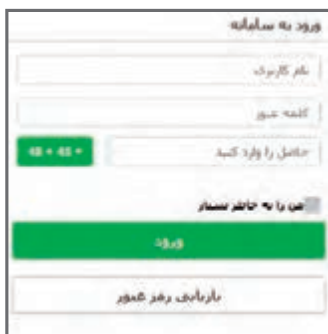 ورود به سامانه
نام کاربری
کلمه عبور
حاصل را وارد کنید
من را به خاطر بسپار
ورود
بازیابی رمز عبور